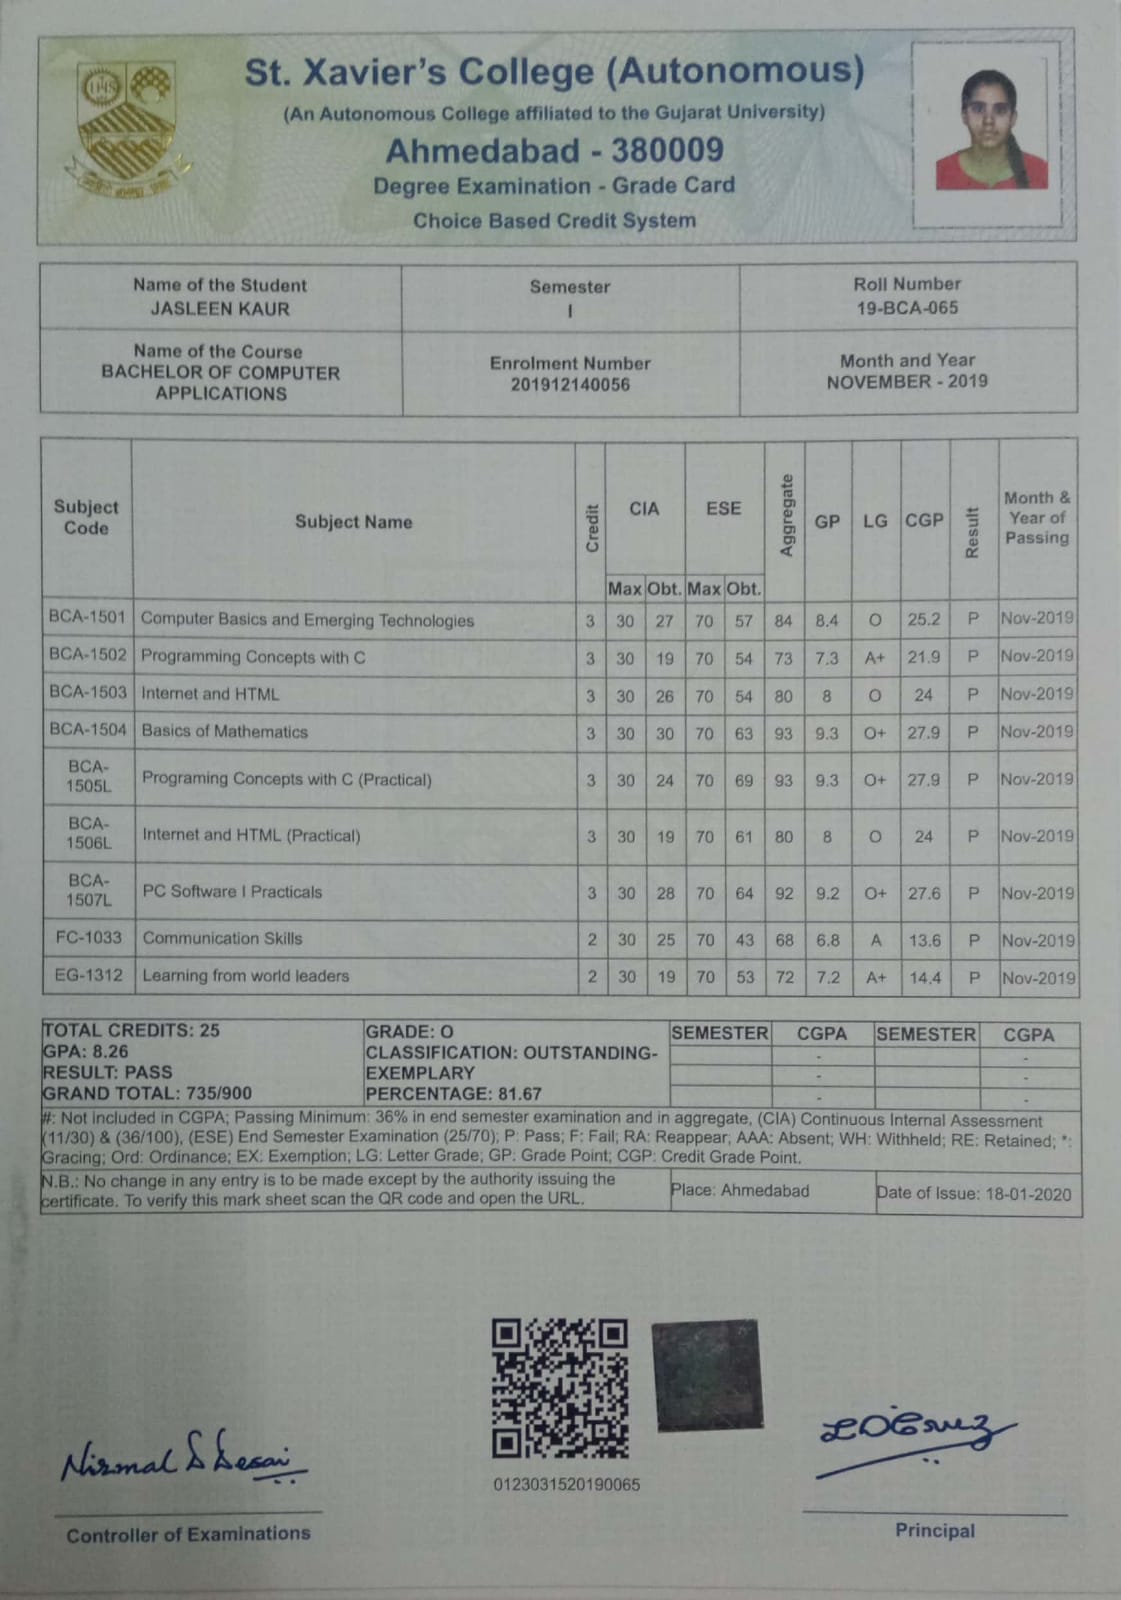 St. Xavier's College (Autonomous)
(An Autonomous College affiliated to the Gujarat University)
Ahmedabad - 380009
Degree Examination - Grade Card
Choice Based Credit System
Name of the Student
JASLEEN KAUR
Semester
I
Roll Number
19-BCA-065
Name of the Course
BACHELOR OF COMPUTER
APPLICATIONS
Enrolment Number
201912140056
Month and Year
NOVEMBER - 2019
Subject Code Subject Name Credit CIA ESE Aggregate GP LG CGP Result Month & Year of Passing
Max Obt. Max Obt.
BCA-1501 Computer Basics and Emerging Technologies 3 30 27 70 57 84 8.4 O 25.2 P Nov-2019
BCA-1502 Programming Concepts with C 3 30 19 70 54 73 7.3 A+ 21.9 P Nov-2019
BCA-1503 Internet and HTML 3 30 26 70 54 80 8 O 24 P Nov-2019
BCA-1504 Basics of Mathematics 3 30 30 70 63 93 9.3 O+ 27.9 P Nov-2019
BCA-1505L Programing Concepts with C (Practical) 3 30 24 70 69 93 9.3 O+ 27.9 P Nov-2019
BCA-1506L Internet and HTML (Practical) 3 30 19 70 61 80 8 O 24 P Nov-2019
BCA-1507L PC Software I Practicals 3 30 28 70 64 92 9.2 O+ 27.6 P Nov-2019
FC-1033 Communication Skills 2 30 25 70 43 68 6.8 A 13.6 P Nov-2019
EG-1312 Learning from world leaders 2 30 19 70 53 72 7.2 A+ 14.4 P Nov-2019
TOTAL CREDITS: 25
GPA: 8.26
RESULT: PASS
GRAND TOTAL: 735/900
GRADE: O
CLASSIFICATION: OUTSTANDING-
EXEMPLARY
PERCENTAGE: 81.67
SEMESTER CGPA SEMESTER CGPA
- -
- -
- -
#: Not included in CGPA; Passing Minimum: 36% in end semester examination and in aggregate, (CIA) Continuous Internal Assessment
(11/30) & (36/100), (ESE) End Semester Examination (25/70); P: Pass; F: Fail; RA: Reappear; AAA: Absent; WH: Withheld; RE: Retained; *:
Gracing; Ord: Ordinance; EX: Exemption; LG: Letter Grade; GP: Grade Point; CGP: Credit Grade Point.
N.B.: No change in any entry is to be made except by the authority issuing the
certificate. To verify this mark sheet scan the QR code and open the URL.
Place: Ahmedabad
Date of Issue: 18-01-2020
0123031520190065
Nirmal S Desai
Controller of Examinations
Principal